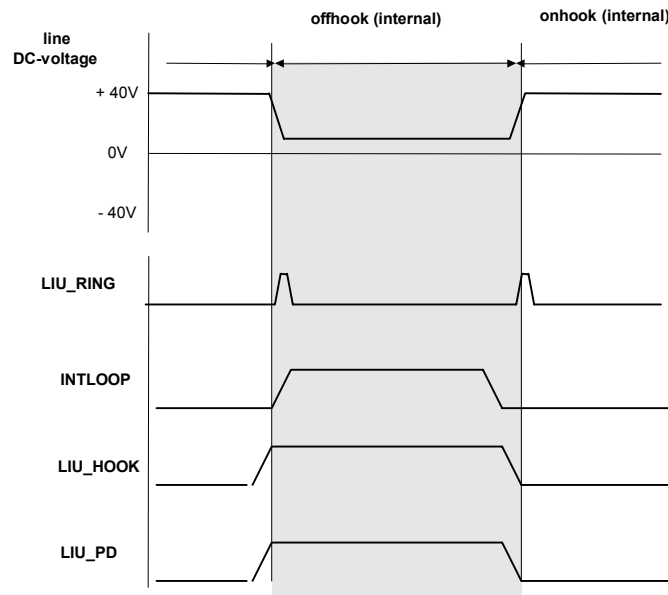 offhook (internal)
onhook (internal)
line
DC-voltage
+ 40V
0V
- 40V
LIU_RING
INTLOOP
LIU_HOOK
LIU_PD